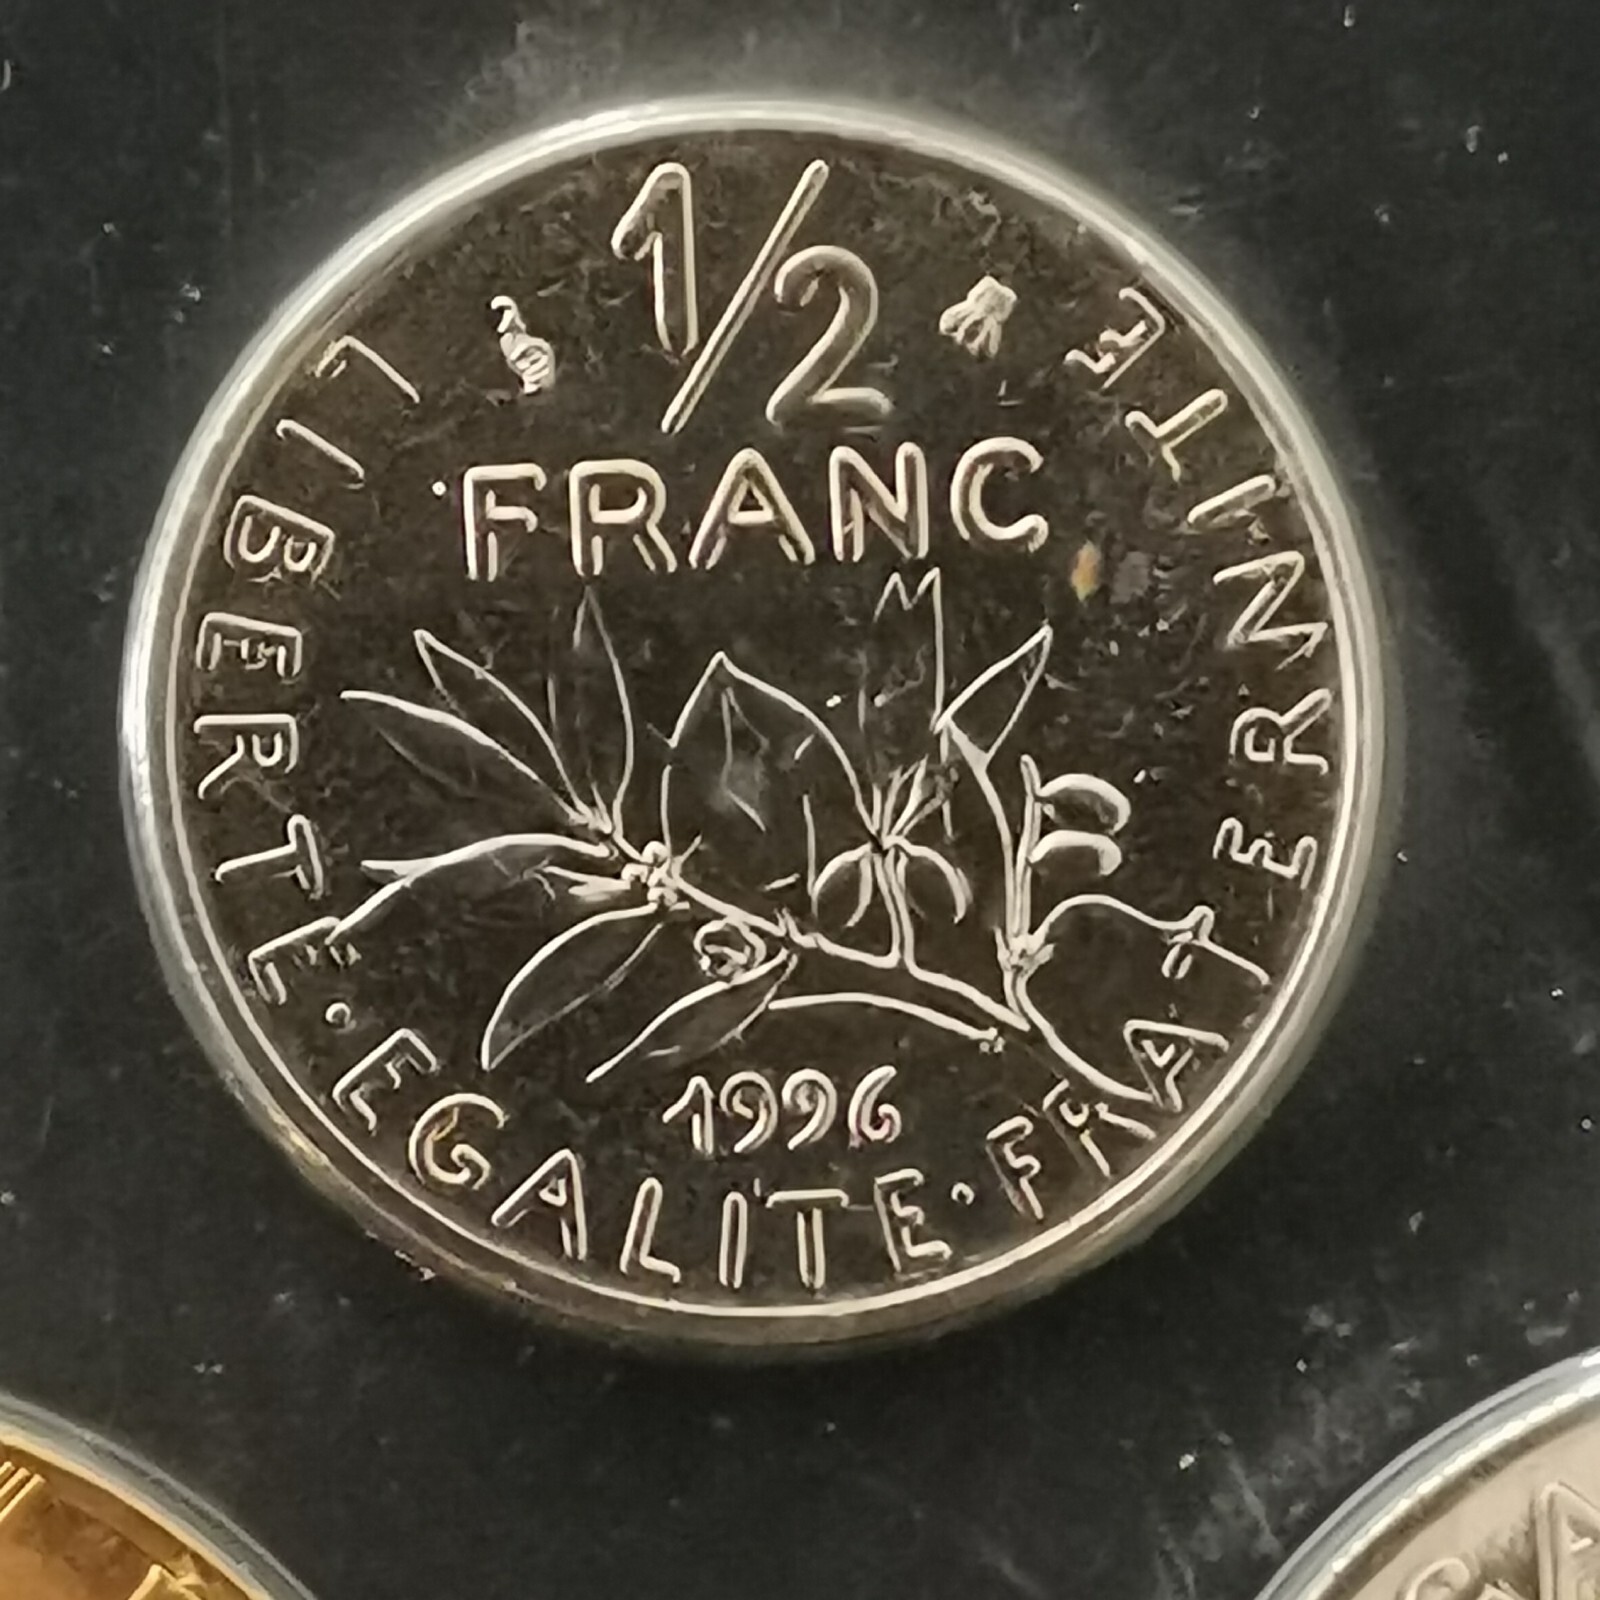 1/2
FRANC
1996
LIBERTE·EGALITE·FRATERNITE